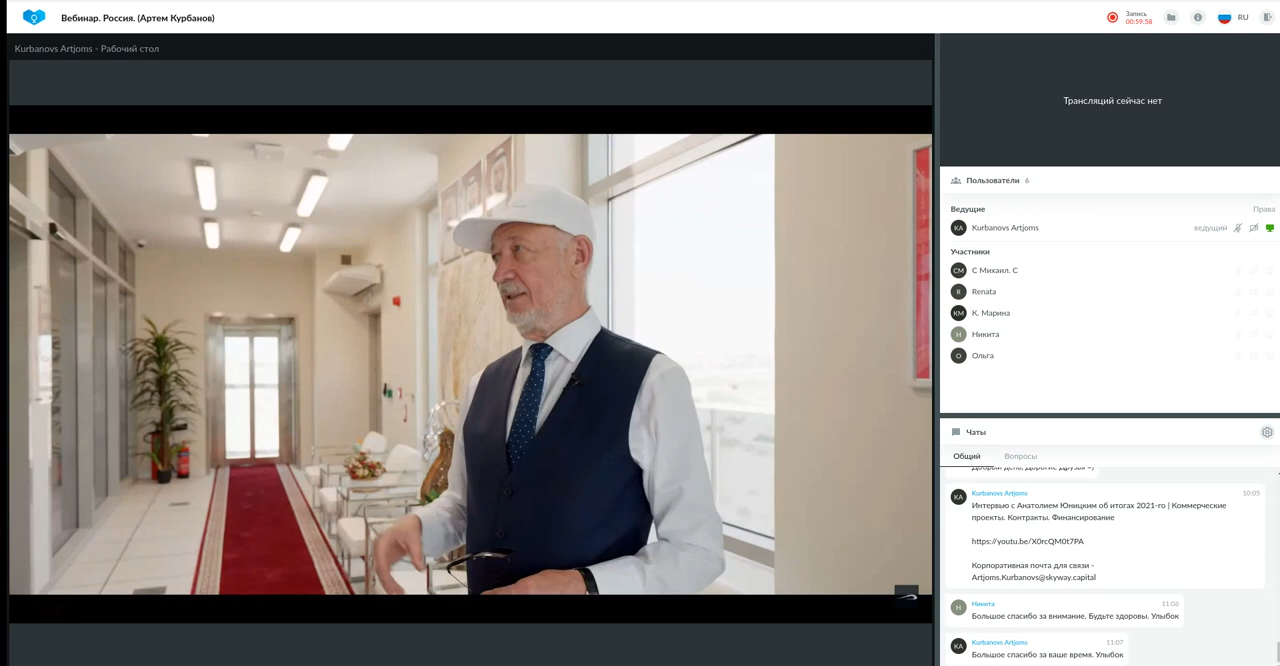 Вебинар. Россия. (Артем Курбанов)
Запись
00:59:58
RU
Kurbanovs Artjoms - Рабочий стол
Трансляций сейчас нет
Пользователи 6
Ведущие
Права
KA
Kurbanovs Artjoms
ведущий
Участники
СМ
С Михаил. С
R
Renata
КМ
К. Марина
Н
Никита
О
Ольга
Чаты
Общий
Вопросы
Добрый день, Дорогие друзья =)
KA
Kurbanovs Artjoms
10:05
Интервью с Анатолием Юницким об итогах 2021-го | Коммерческие
проекты. Контракты. Финансирование
https://youtu.be/X0rcQM0t7PA
Корпоративная почта для связи -
Artjoms.Kurbanovs@skyway.capital
Н
Никита
11:06
Большое спасибо за внимание. Будьте здоровы. Улыбок
KA
Kurbanovs Artjoms
11:07
Большое спасибо за ваше время. Улыбок